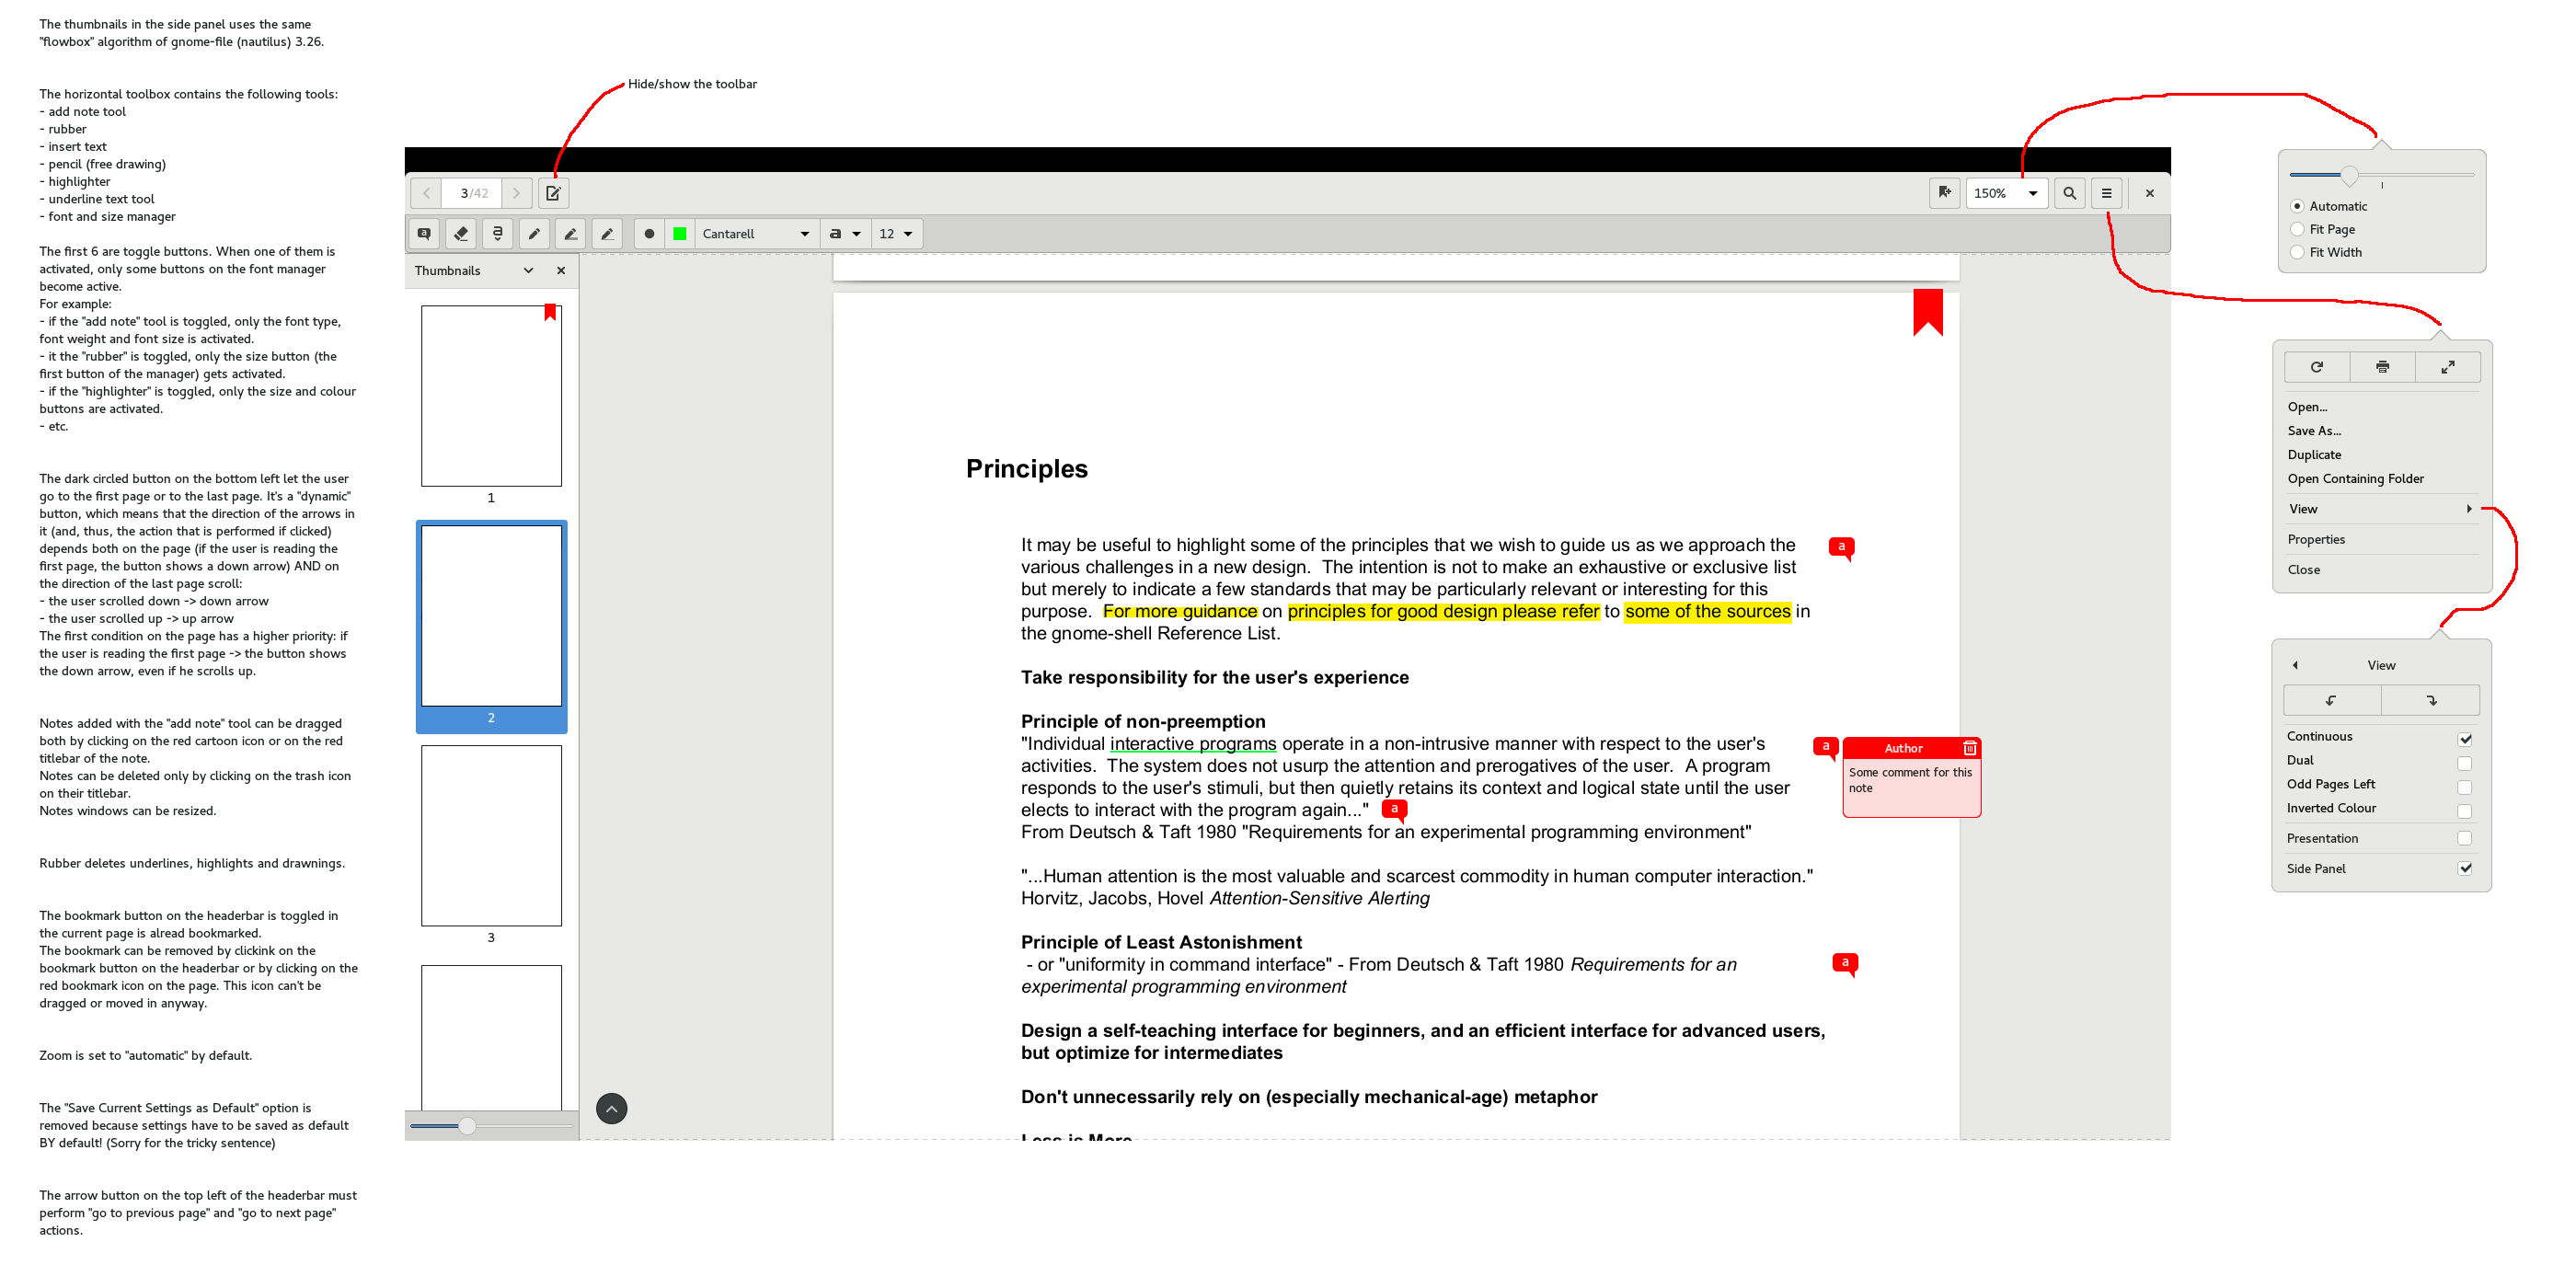 The thumbnails in the side panel uses the same
"flowbox" algorithm of gnome-file (nautilus) 3.26.
The horizontal toolbox contains the following tools:
- add note tool
- rubber
- insert text
- pencil (free drawing)
- highlighter
- underline text tool
- font and size manager
The first 6 are toggle buttons. When one of them is
activated, only some buttons on the font manager
become active.
For example:
- if the "add note" tool is toggled, only the font type,
font weight and font size is activated.
- it the "rubber" is toggled, only the size button (the
first button of the manager) gets activated.
- if the "highlighter" is toggled, only the size and colour
buttons are activated.
- etc.
The dark circled button on the bottom left let the user
go to the first page or to the last page. It's a "dynamic"
button, which means that the direction of the arrows in
it (and, thus, the action that is performed if clicked)
depends both on the page (if the user is reading the
first page, the button shows a down arrow) AND on
the direction of the last page scroll:
- the user scrolled down -> down arrow
- the user scrolled up -> up arrow
The first condition on the page has a higher priority: if
the user is reading the first page -> the button shows
the down arrow, even if he scrolls up.
Notes added with the "add note" tool can be dragged
both by clicking on the red cartoon icon or on the red
titlebar of the note.
Notes can be deleted only by clicking on the trash icon
on their titlebar.
Notes windows can be resized.
Rubber deletes underlines, highlights and drawnings.
The bookmark button on the headerbar is toggled in
the current page is alread bookmarked.
The bookmark can be removed by clickink on the
bookmark button on the headerbar or by clicking on the
red bookmark icon on the page. This icon can't be
dragged or moved in anyway.
Zoom is set to "automatic" by default.
The "Save Current Settings as Default" option is
removed because settings have to be saved as default
BY default! (Sorry for the tricky sentence)
The arrow button on the top left of the headerbar must
perform "go to previous page" and "go to next page"
actions.
Hide/show the toolbar
3/42
150%
a
a
Cantarell
a
12
Thumbnails
1
2
3
Principles
It may be useful to highlight some of the principles that we wish to guide us as we approach the
various challenges in a new design. The intention is not to make an exhaustive or exclusive list
but merely to indicate a few standards that may be particularly relevant or interesting for this
purpose. For more guidance on principles for good design please refer to some of the sources in
the gnome-shell Reference List.
a
Take responsibility for the user's experience
Principle of non-preemption
"Individual interactive programs operate in a non-intrusive manner with respect to the user's
activities. The system does not usurp the attention and prerogatives of the user. A program
responds to the user's stimuli, but then quietly retains its context and logical state until the user
elects to interact with the program again..." a
From Deutsch & Taft 1980 "Requirements for an experimental programming environment"
a
Author
Some comment for this
note
"...Human attention is the most valuable and scarcest commodity in human computer interaction."
Horvitz, Jacobs, Hovel Attention-Sensitive Alerting
Principle of Least Astonishment
- or "uniformity in command interface" - From Deutsch & Taft 1980 Requirements for an
experimental programming environment
a
Design a self-teaching interface for beginners, and an efficient interface for advanced users,
but optimize for intermediates
Don't unnecessarily rely on (especially mechanical-age) metaphor
Less is More
Automatic
Fit Page
Fit Width
Open...
Save As...
Duplicate
Open Containing Folder
View
Properties
Close
View
Continuous
Dual
Odd Pages Left
Inverted Colour
Presentation
Side Panel